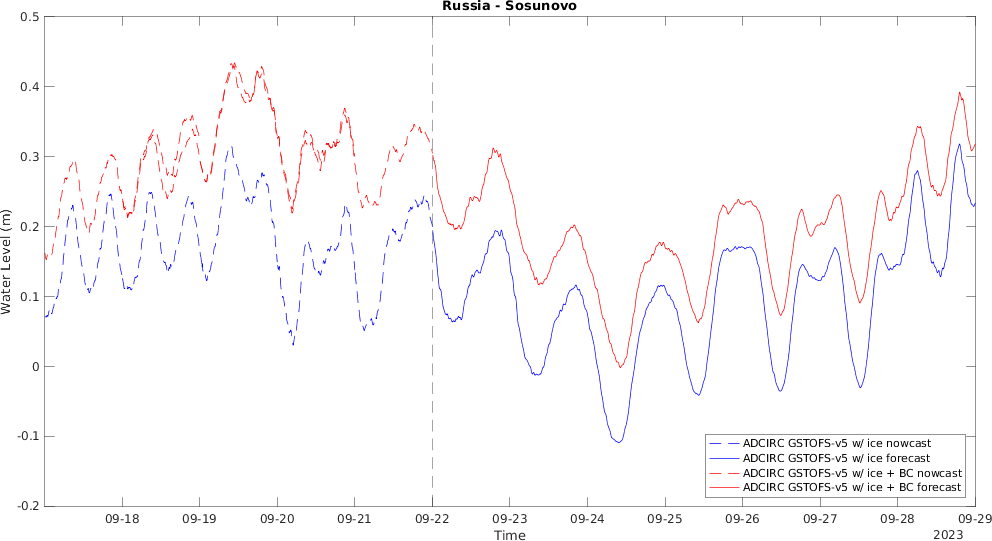 Russia - Sosunovo
Water Level (m)
0.5
0.4
0.3
0.2
0.1
0
-0.1
-0.2
ADCIRC GSTOFS-v5 w/ ice nowcast
ADCIRC GSTOFS-v5 w/ ice forecast
ADCIRC GSTOFS-v5 w/ ice + BC nowcast
ADCIRC GSTOFS-v5 w/ ice + BC forecast
09-18 09-19 09-20 09-21 09-22 09-23 09-24 09-25 09-26 09-27 09-28 09-29
Time
2023